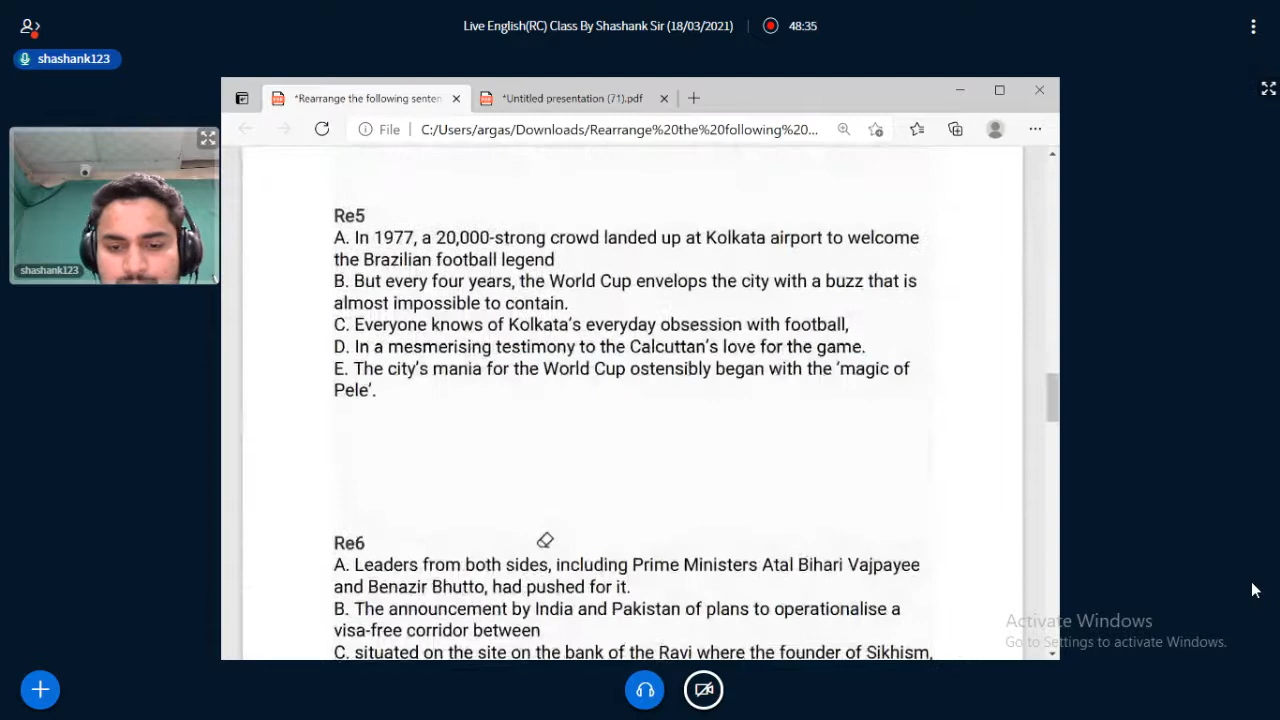 Live English(RC) Class By Shashank Sir (18/03/2021)
48:35
shashank123
*Rearrange the following senten
*Untitled presentation (71).pdf
File
C:/Users/argas/Downloads/Rearrange%20the%20following%20...
shashank123
Re5
A. In 1977, a 20,000-strong crowd landed up at Kolkata airport to welcome
the Brazilian football legend
B. But every four years, the World Cup envelops the city with a buzz that is
almost impossible to contain.
C. Everyone knows of Kolkata's everyday obsession with football,
D. In a mesmerising testimony to the Calcuttan's love for the game.
E. The city's mania for the World Cup ostensibly began with the 'magic of
Pele'.
Re6
A. Leaders from both sides, including Prime Ministers Atal Bihari Vajpayee
and Benazir Bhutto, had pushed for it.
B. The announcement by India and Pakistan of plans to operationalise a
visa-free corridor between
C. situated on the site on the bank of the Ravi where the founder of Sikhism,
Activate Windows
Go to Settings to activate Windows.